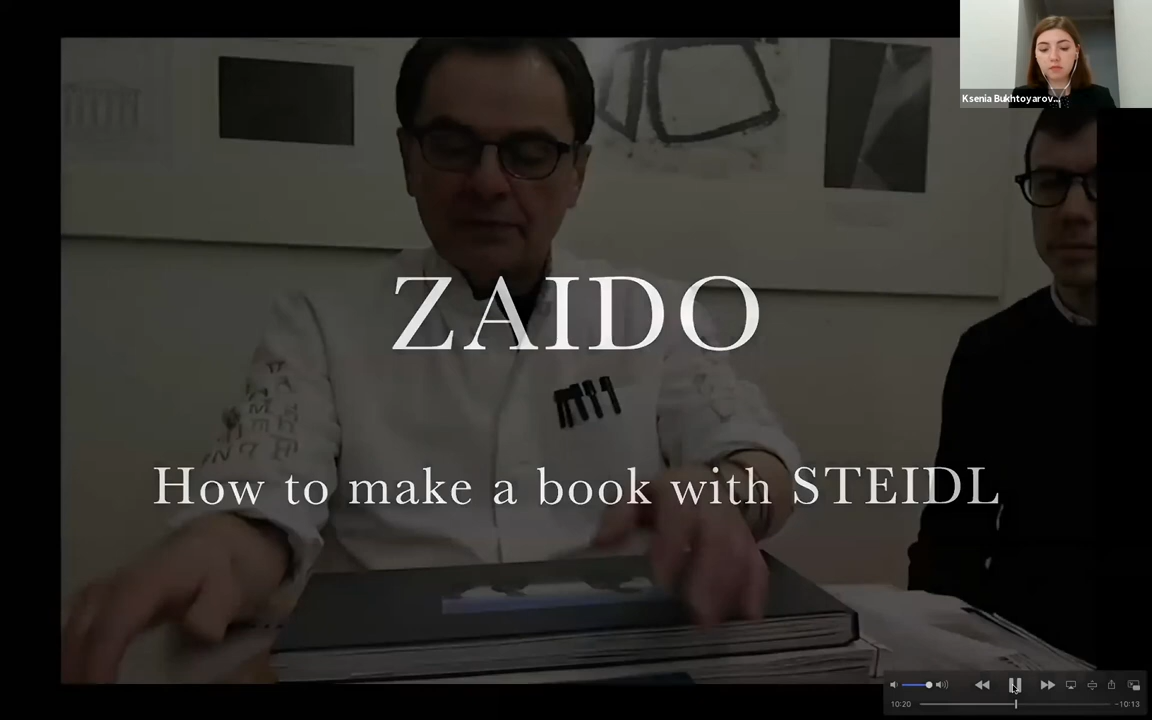 Ksenia Bukhtoyarov...
ZAIDO
How to make a book with STEIDL
10:20
-10:13